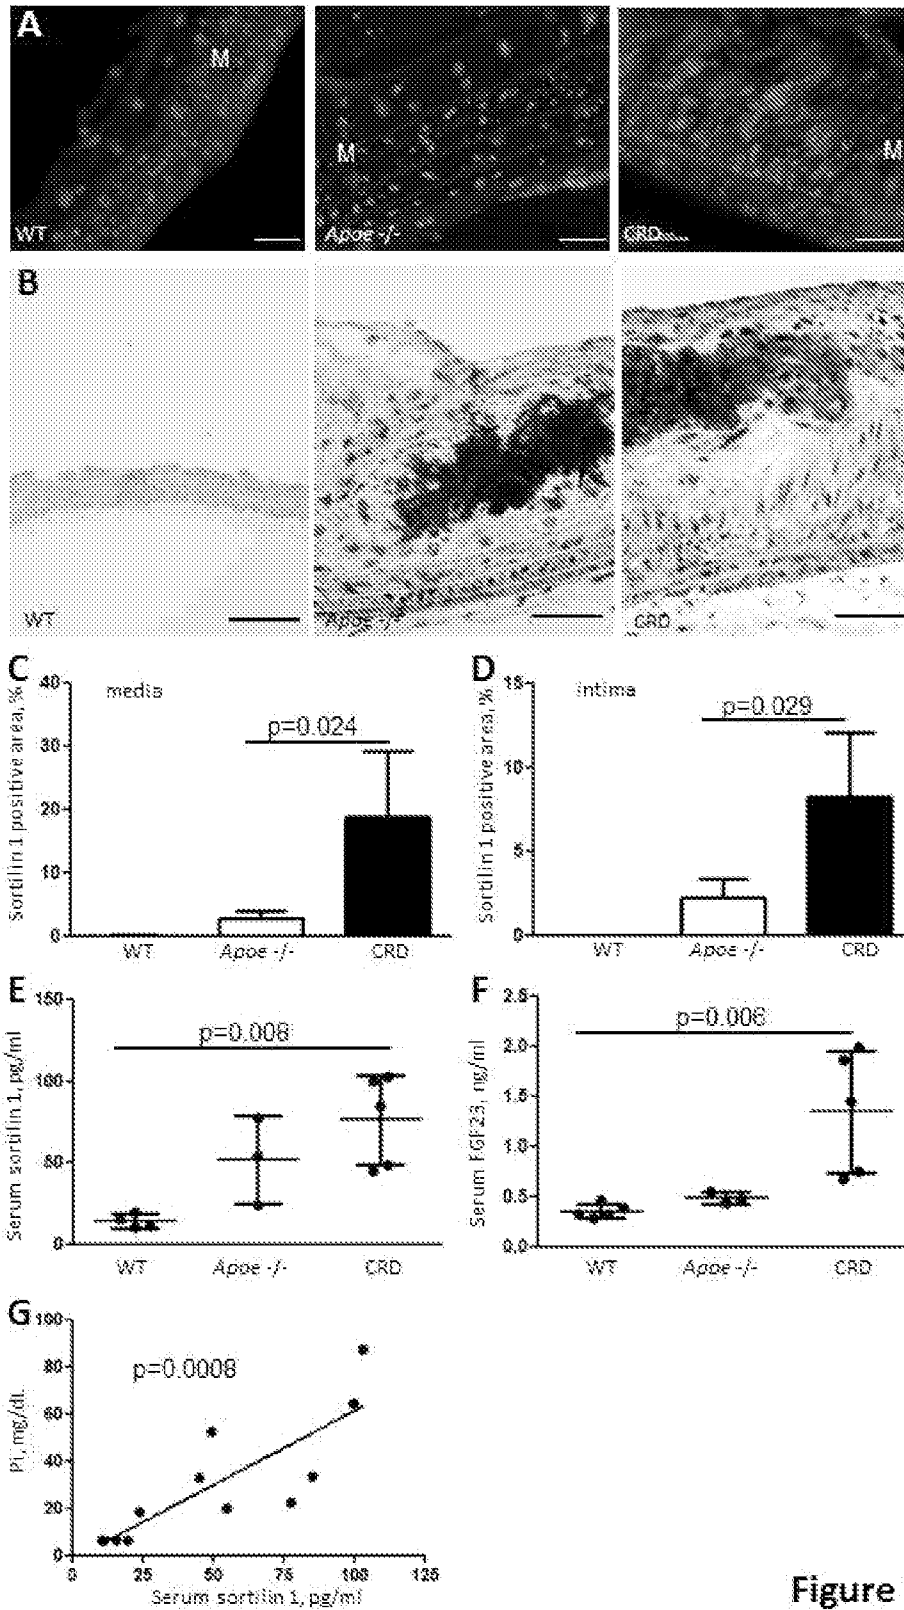 A
M
M
M
WT
Apoe -/-
CRD
B
WT
Apoe -/-
CRD
C
media
p=0.024
Sortilin 1 positive area, %
40
30
20
10
0
WT
Apoe -/-
CRD
D
intima
p=0.029
Sortilin 1 positive area, %
15
10
5
0
WT
Apoe -/-
CRD
E
p=0.008
Serum sortilin 1, pg/ml
150
100
50
0
WT
Apoe -/-
CRD
F
p=0.006
Serum FGF23, ng/ml
2.5
2.0
1.5
1.0
0.5
0.0
WT
Apoe -/-
CRD
G
p=0.0008
Pi, mg/dL
100
80
60
40
20
0
0 25 50 75 100 125
Serum sortilin 1, pg/ml
Figure